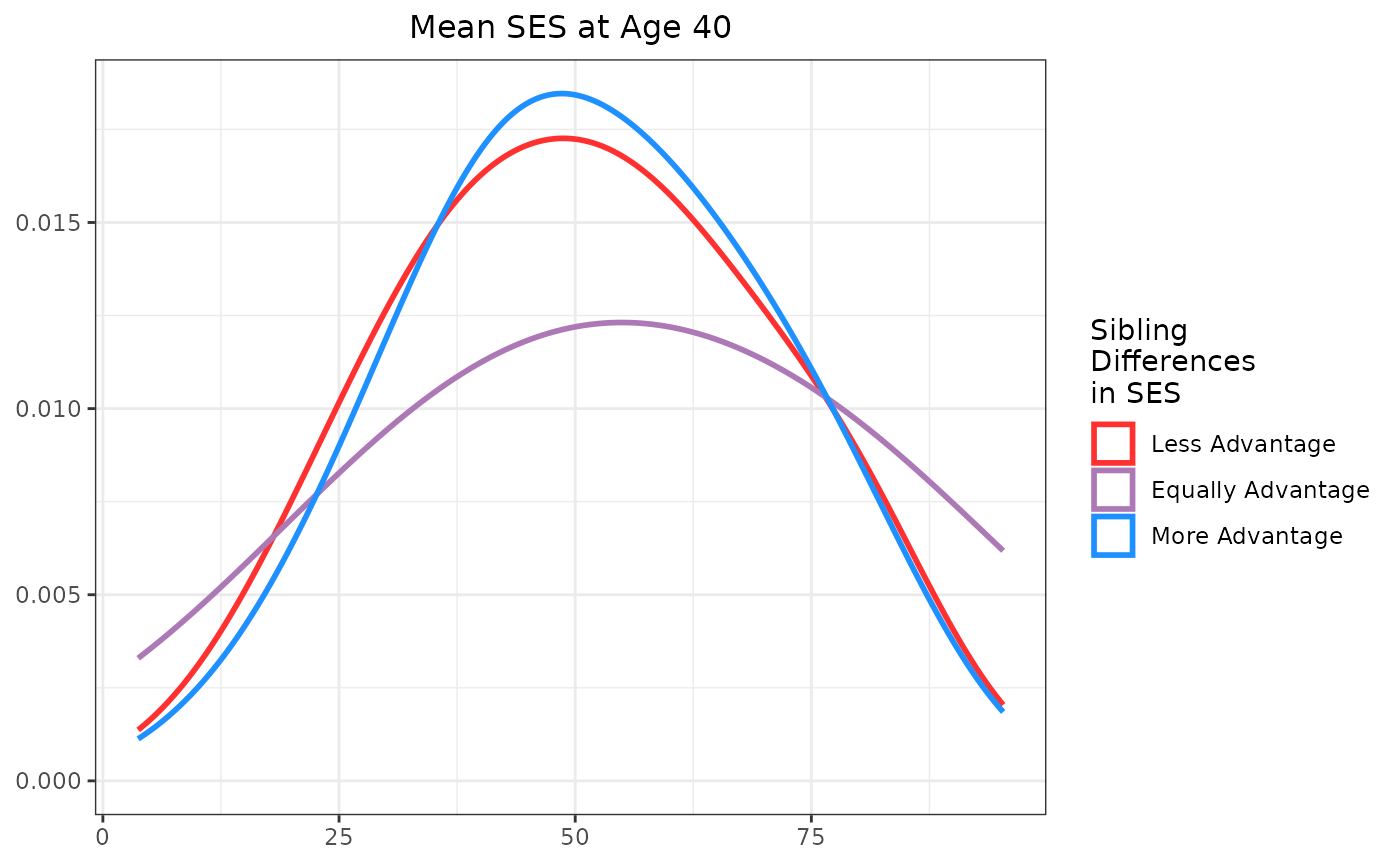 Mean SES at Age 40
0.015
0.010
0.005
0.000
0
25
50
75
Sibling
Differences
in SES
Less Advantage
Equally Advantage
More Advantage